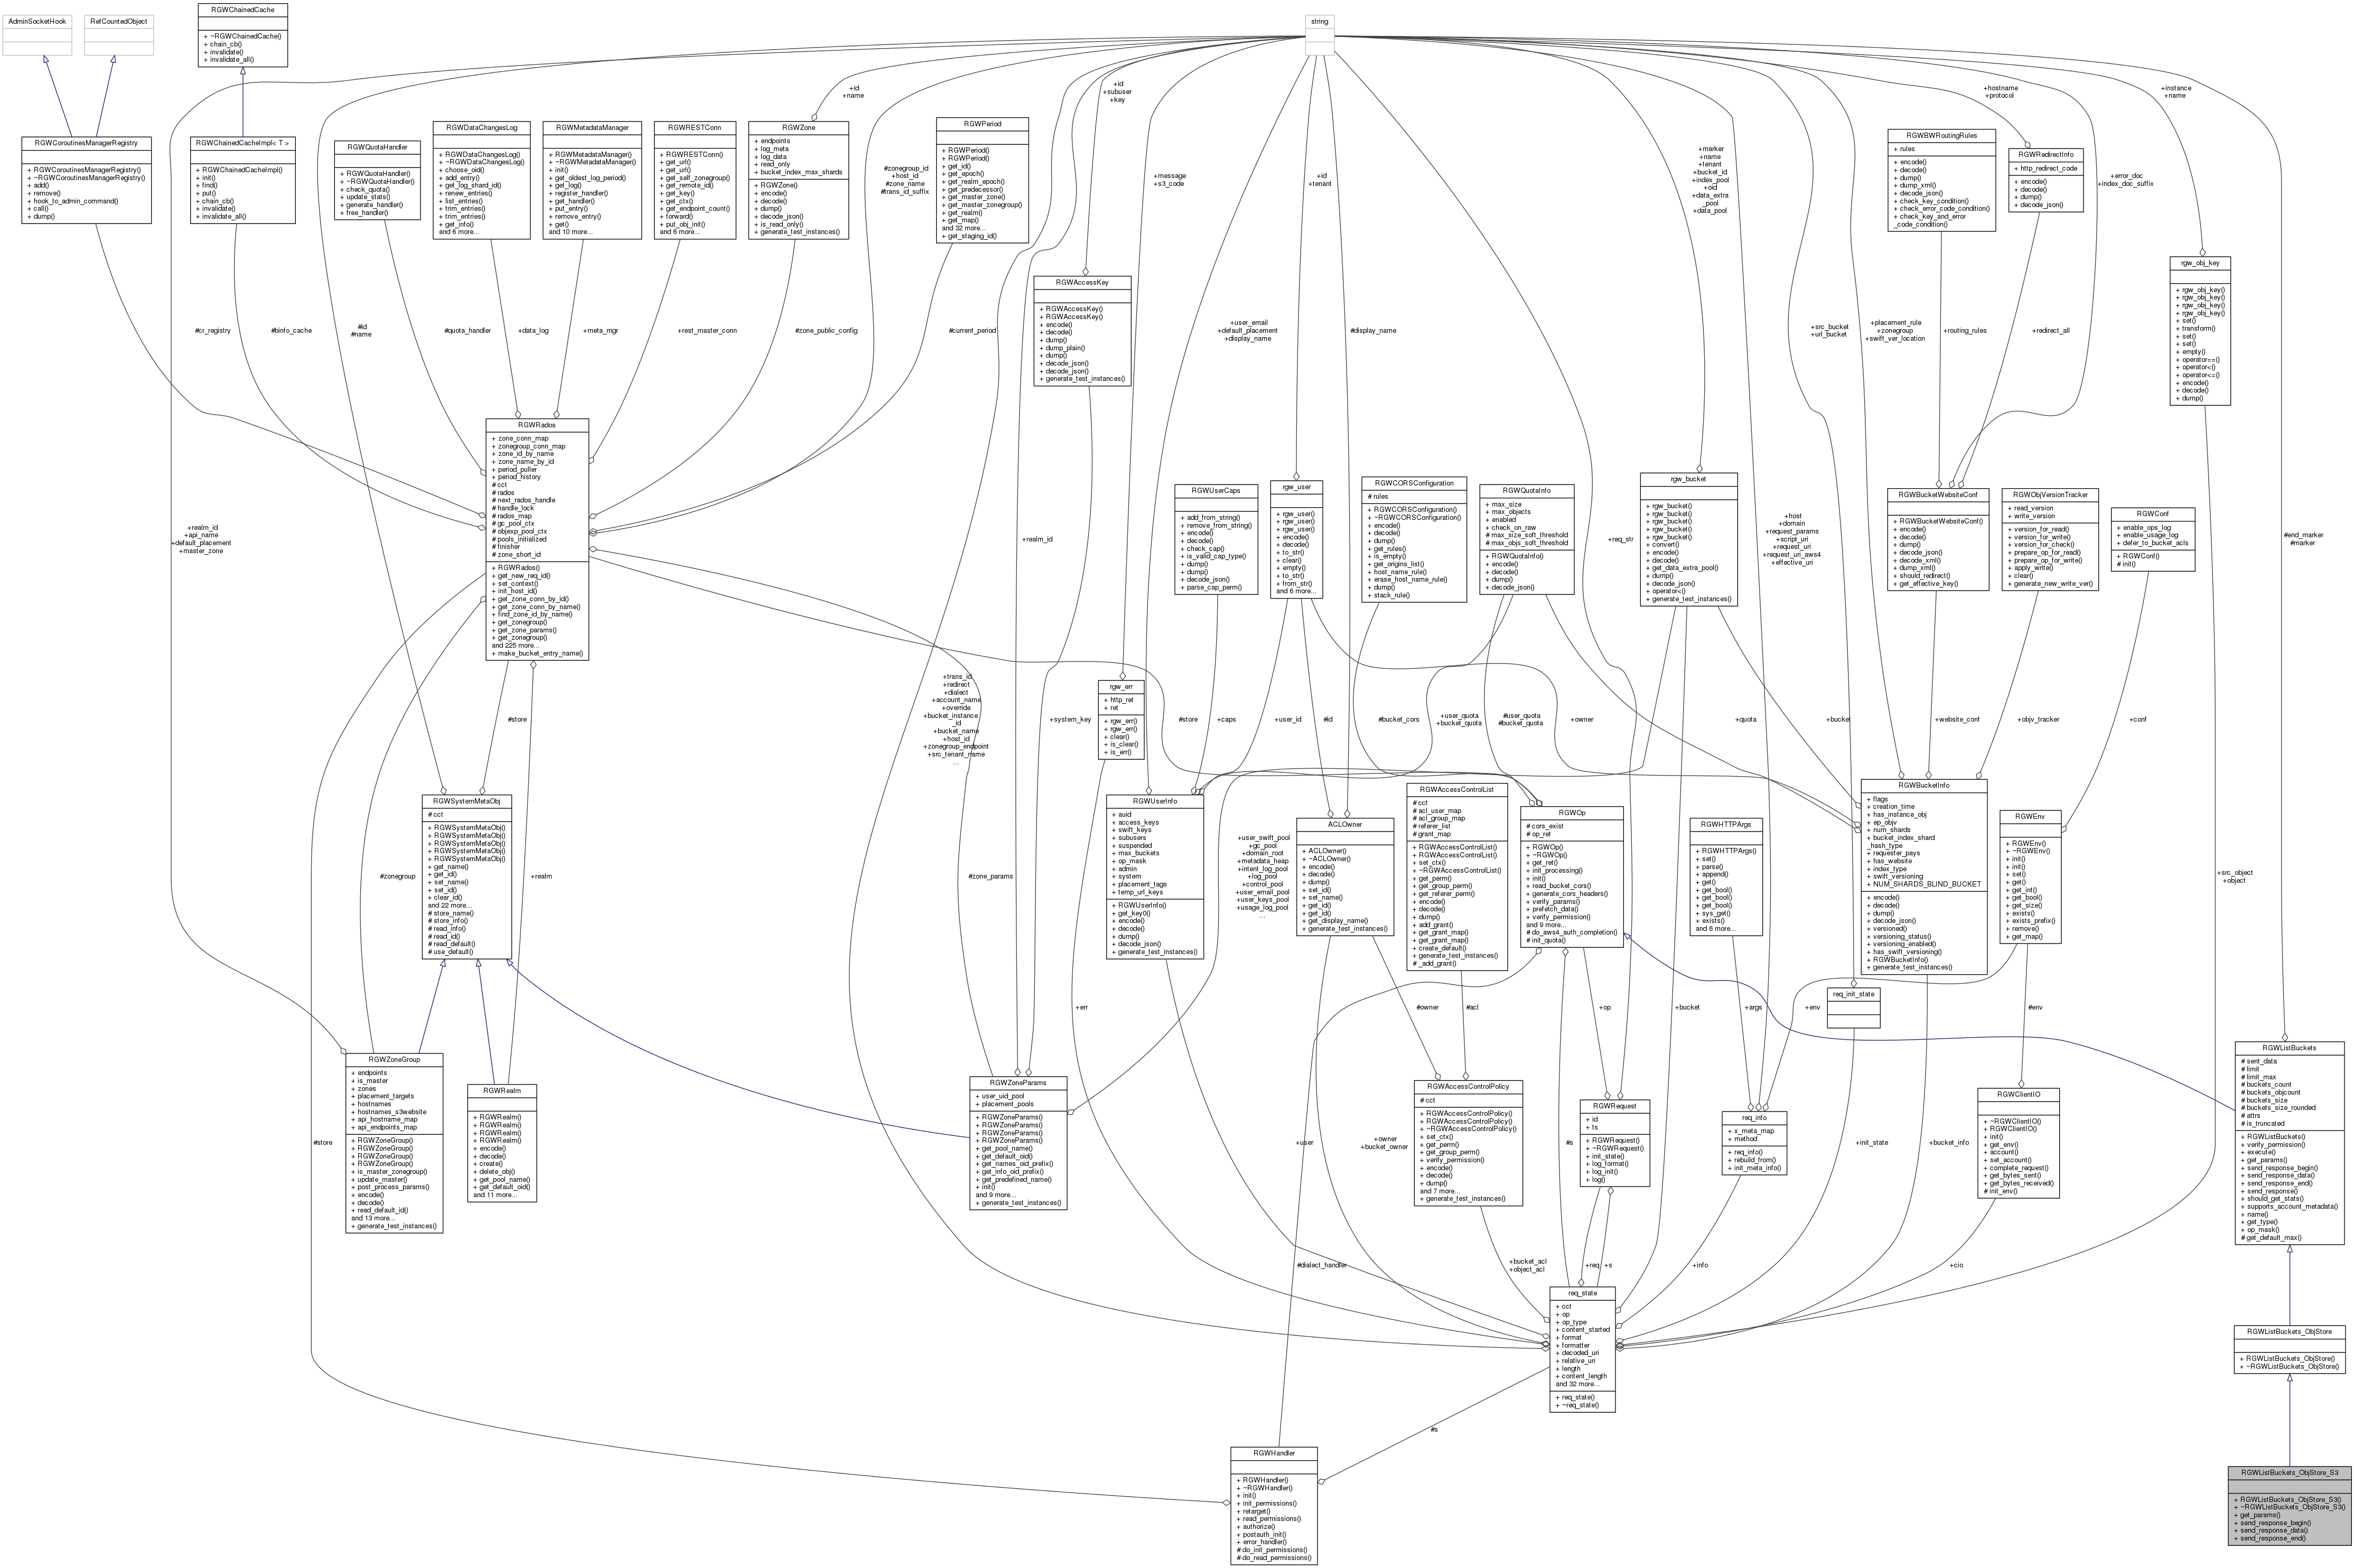 AdminSocketHook
RefCountedObject
RGWChainedCache
+ ~RGWChainedCache()
+ chain_cb()
+ invalidate()
+ invalidate_all()
string
RGWCoroutinesManagerRegistry
+ RGWCoroutinesManagerRegistry()
+ ~RGWCoroutinesManagerRegistry()
+ add()
+ remove()
+ hook_to_admin_command()
+ call()
+ dump()
RGWChainedCacheImpl< T >
+ RGWChainedCacheImpl()
+ init()
+ find()
+ put()
+ chain_cb()
+ invalidate()
+ invalidate_all()
RGWQuotaHandler
+ RGWQuotaHandler()
+ ~RGWQuotaHandler()
+ check_quota()
+ update_stats()
+ generate_handler()
+ free_handler()
RGWDataChangesLog
+ RGWDataChangesLog()
+ ~RGWDataChangesLog()
+ choose_oid()
+ add_entry()
+ get_log_shard_id()
+ renew_entries()
+ list_entries()
+ trim_entries()
+ trim_entries()
+ get_info()
and 6 more...
RGWMetadataManager
+ RGWMetadataManager()
+ ~RGWMetadataManager()
+ init()
+ get_oldest_log_period()
+ get_log()
+ register_handler()
+ get_handler()
+ put_entry()
+ remove_entry()
+ get()
and 10 more...
RGWRESTConn
+ RGWRESTConn()
+ get_url()
+ get_url()
+ get_self_zonegroup()
+ get_remote_id()
+ get_key()
+ get_ctx()
+ get_endpoint_count()
+ forward()
+ put_obj_init()
and 6 more...
RGWZone
+ endpoints
+ log_meta
+ log_data
+ read_only
+ bucket_index_max_shards
+ RGWZone()
+ encode()
+ decode()
+ dump()
+ decode_json()
+ is_read_only()
+ generate_test_instances()
+id
+name
RGWPeriod
+ RGWPeriod()
+ RGWPeriod()
+ get_id()
+ get_epoch()
+ get_realm_epoch()
+ get_predecessor()
+ get_master_zone()
+ get_master_zonegroup()
+ get_realm()
+ get_map()
and 32 more...
+ get_staging_id()
#zonegroup_id
+host_id
#zone_name
#trans_id_suffix
+id
+subuser
+key
RGWAccessKey
+ RGWAccessKey()
+ RGWAccessKey()
+ encode()
+ decode()
+ dump()
+ dump_plain()
+ dump()
+ decode_json()
+ decode_json()
+ generate_test_instances()
+message
+s3_code
+id
+tenant
+marker
+name
+tenant
+bucket_id
+index_pool
+oid
+data_extra
_pool
+data_pool
+hostname
+protocol
RGWBWRoutingRules
+ rules
+ encode()
+ decode()
+ dump()
+ dump_xml()
+ decode_json()
+ check_key_condition()
+ check_error_code_condition()
+ check_key_and_error
_code_condition()
RGWRedirectInfo
+ http_redirect_code
+ encode()
+ decode()
+ dump()
+ decode_json()
+error_doc
+index_doc_suffix
+instance
+name
rgw_obj_key
+ rgw_obj_key()
+ rgw_obj_key()
+ rgw_obj_key()
+ rgw_obj_key()
+ set()
+ transform()
+ set()
+ set()
+ empty()
+ operator==()
+ operator<()
+ operator<=()
+ encode()
+ decode()
+ dump()
#id
#name
#cr_registry
#binfo_cache
#quota_handler
+data_log
+meta_mgr
+rest_master_conn
#zone_public_config
#current_period
+realm_id
+user_email
+default_placement
+display_name
#display_name
+req_str
+host
+domain
+request_params
+script_uri
+request_uri
+request_uri_aws4
+effective_uri
+src_bucket
+url_bucket
+placement_rule
+zonegroup
+swift_ver_location
+routing_rules
+redirect_all
#end_marker
#marker
+realm_id
+api_name
+default_placement
+master_zone
RGWRados
+ zone_conn_map
+ zonegroup_conn_map
+ zone_id_by_name
+ zone_name_by_id
+ period_puller
+ period_history
# cct
# rados
# next_rados_handle
# handle_lock
# rados_map
# gc_pool_ctx
# objexp_pool_ctx
# pools_initialized
# finisher
# zone_short_id
+ RGWRados()
+ get_new_req_id()
+ set_context()
+ init_host_id()
+ get_zone_conn_by_id()
+ get_zone_conn_by_name()
+ find_zone_id_by_name()
+ get_zonegroup()
+ get_zone_params()
+ get_zonegroup()
and 225 more...
+ make_bucket_entry_name()
RGWUserCaps
+ add_from_string()
+ remove_from_string()
+ encode()
+ decode()
+ check_cap()
+ is_valid_cap_type()
+ dump()
+ dump()
+ decode_json()
+ parse_cap_perm()
rgw_user
+ rgw_user()
+ rgw_user()
+ rgw_user()
+ encode()
+ decode()
+ to_str()
+ clear()
+ empty()
+ to_str()
+ from_str()
and 6 more...
RGWCORSConfiguration
# rules
+ RGWCORSConfiguration()
+ ~RGWCORSConfiguration()
+ encode()
+ decode()
+ dump()
+ get_rules()
+ is_empty()
+ get_origins_list()
+ host_name_rule()
+ erase_host_name_rule()
+ dump()
+ stack_rule()
RGWQuotaInfo
+ max_size
+ max_objects
+ enabled
+ check_on_raw
# max_size_soft_threshold
# max_objs_soft_threshold
+ RGWQuotaInfo()
+ encode()
+ decode()
+ dump()
+ decode_json()
rgw_bucket
+ rgw_bucket()
+ rgw_bucket()
+ rgw_bucket()
+ rgw_bucket()
+ rgw_bucket()
+ convert()
+ encode()
+ decode()
+ get_data_extra_pool()
+ dump()
+ decode_json()
+ operator<()
+ generate_test_instances()
RGWBucketWebsiteConf
+ RGWBucketWebsiteConf()
+ encode()
+ decode()
+ dump()
+ decode_json()
+ decode_xml()
+ dump_xml()
+ should_redirect()
+ get_effective_key()
RGWObjVersionTracker
+ read_version
+ write_version
+ version_for_read()
+ version_for_write()
+ version_for_check()
+ prepare_op_for_read()
+ prepare_op_for_write()
+ apply_write()
+ clear()
+ generate_new_write_ver()
RGWConf
+ enable_ops_log
+ enable_usage_log
+ defer_to_bucket_acls
+ RGWConf()
# init()
#store
+trans_id
+redirect
+dialect
+account_name
+override
+bucket_instance
_id
+bucket_name
+host_id
+zonegroup_endpoint
+src_tenant_name
...
+system_key
rgw_err
+ http_ret
+ ret
+ rgw_err()
+ rgw_err()
+ clear()
+ is_clear()
+ is_err()
#store
+caps
+user_id
#id
#bucket_cors
+user_quota
+bucket_quota
#user_quota
#bucket_quota
+owner
+quota
+bucket
+website_conf
+objv_tracker
+conf
RGWSystemMetaObj
# cct
+ RGWSystemMetaObj()
+ RGWSystemMetaObj()
+ RGWSystemMetaObj()
+ RGWSystemMetaObj()
+ RGWSystemMetaObj()
+ get_name()
+ get_id()
+ set_name()
+ set_id()
+ clear_id()
and 22 more...
# store_name()
# store_info()
# read_info()
# read_id()
# read_default()
# use_default()
#zonegroup
+realm
#zone_params
RGWUserInfo
+ auid
+ access_keys
+ swift_keys
+ subusers
+ suspended
+ max_buckets
+ op_mask
+ admin
+ system
+ placement_tags
+ temp_url_keys
+ RGWUserInfo()
+ get_key0()
+ encode()
+ decode()
+ dump()
+ decode_json()
+ generate_test_instances()
+user_swift_pool
+gc_pool
+domain_root
+metadata_heap
+intent_log_pool
+log_pool
+control_pool
+user_email_pool
+user_keys_pool
+usage_log_pool
...
ACLOwner
+ ACLOwner()
+ ~ACLOwner()
+ encode()
+ decode()
+ dump()
+ set_id()
+ set_name()
+ get_id()
+ get_id()
+ get_display_name()
+ generate_test_instances()
RGWAccessControlList
# cct
# acl_user_map
# acl_group_map
# referer_list
# grant_map
+ RGWAccessControlList()
+ RGWAccessControlList()
+ set_ctx()
+ ~RGWAccessControlList()
+ get_perm()
+ get_group_perm()
+ get_referer_perm()
+ encode()
+ decode()
+ dump()
+ add_grant()
+ get_grant_map()
+ get_grant_map()
+ create_default()
+ generate_test_instances()
# _add_grant()
RGWOp
# cors_exist
# op_ret
+ RGWOp()
+ ~RGWOp()
+ get_ret()
+ init_processing()
+ init()
+ read_bucket_cors()
+ generate_cors_headers()
+ verify_params()
+ prefetch_data()
+ verify_permission()
and 9 more...
# do_aws4_auth_completion()
# init_quota()
RGWHTTPArgs
+ RGWHTTPArgs()
+ set()
+ parse()
+ append()
+ get()
+ get_bool()
+ get_bool()
+ get_bool()
+ sys_get()
+ exists()
and 6 more...
RGWBucketInfo
+ flags
+ creation_time
+ has_instance_obj
+ ep_objv
+ num_shards
+ bucket_index_shard
_hash_type
+ requester_pays
+ has_website
+ index_type
+ swift_versioning
+ NUM_SHARDS_BLIND_BUCKET
+ encode()
+ decode()
+ dump()
+ decode_json()
+ versioned()
+ versioning_status()
+ versioning_enabled()
+ has_swift_versioning()
+ RGWBucketInfo()
+ generate_test_instances()
RGWEnv
+ RGWEnv()
+ ~RGWEnv()
+ init()
+ init()
+ set()
+ get()
+ get_int()
+ get_bool()
+ get_size()
+ exists()
+ exists_prefix()
+ remove()
+ get_map()
+src_object
+object
req_init_state
+err
#owner
#acl
+op
+bucket
+args
+env
#env
RGWZoneGroup
+ endpoints
+ is_master
+ zones
+ placement_targets
+ hostnames
+ hostnames_s3website
+ api_hostname_map
+ api_endpoints_map
+ RGWZoneGroup()
+ RGWZoneGroup()
+ RGWZoneGroup()
+ RGWZoneGroup()
+ is_master_zonegroup()
+ update_master()
+ post_process_params()
+ encode()
+ decode()
+ read_default_id()
and 13 more...
+ generate_test_instances()
RGWRealm
+ RGWRealm()
+ RGWRealm()
+ RGWRealm()
+ RGWRealm()
+ encode()
+ decode()
+ create()
+ delete_obj()
+ get_pool_name()
+ get_default_oid()
and 11 more...
RGWZoneParams
+ user_uid_pool
+ placement_pools
+ RGWZoneParams()
+ RGWZoneParams()
+ RGWZoneParams()
+ RGWZoneParams()
+ get_pool_name()
+ get_default_oid()
+ get_names_oid_prefix()
+ get_info_oid_prefix()
+ get_predefined_name()
+ init()
and 9 more...
+ generate_test_instances()
RGWAccessControlPolicy
# cct
+ RGWAccessControlPolicy()
+ RGWAccessControlPolicy()
+ ~RGWAccessControlPolicy()
+ set_ctx()
+ get_perm()
+ get_group_perm()
+ verify_permission()
+ encode()
+ decode()
+ dump()
and 7 more...
+ generate_test_instances()
RGWRequest
+ id
+ ts
+ RGWRequest()
+ ~RGWRequest()
+ init_state()
+ log_format()
+ log_init()
+ log()
req_info
+ x_meta_map
+ method
+ req_info()
+ rebuild_from()
+ init_meta_info()
RGWClientIO
+ ~RGWClientIO()
+ RGWClientIO()
+ init()
+ get_env()
+ account()
+ set_account()
+ complete_request()
+ get_bytes_sent()
+ get_bytes_received()
# init_env()
RGWListBuckets
# sent_data
# limit
# limit_max
# buckets_count
# buckets_objcount
# buckets_size
# buckets_size_rounded
# attrs
# is_truncated
+ RGWListBuckets()
+ verify_permission()
+ execute()
+ get_params()
+ send_response_begin()
+ send_response_data()
+ send_response_end()
+ send_response()
+ should_get_stats()
+ supports_account_metadata()
+ name()
+ get_type()
+ op_mask()
# get_default_max()
#store
+user
+owner
+bucket_owner
#s
+init_state
+bucket_info
#dialect_handler
+bucket_acl
+object_acl
+req
+s
+info
+cio
req_state
+ cct
+ op
+ op_type
+ content_started
+ format
+ formatter
+ decoded_uri
+ relative_uri
+ length
+ content_length
and 32 more...
+ req_state()
+ ~req_state()
RGWListBuckets_ObjStore
+ RGWListBuckets_ObjStore()
+ ~RGWListBuckets_ObjStore()
#s
RGWHandler
+ RGWHandler()
+ ~RGWHandler()
+ init()
+ init_permissions()
+ retarget()
+ read_permissions()
+ authorize()
+ postauth_init()
+ error_handler()
# do_init_permissions()
# do_read_permissions()
RGWListBuckets_ObjStore_S3
+ RGWListBuckets_ObjStore_S3()
+ ~RGWListBuckets_ObjStore_S3()
+ get_params()
+ send_response_begin()
+ send_response_data()
+ send_response_end()